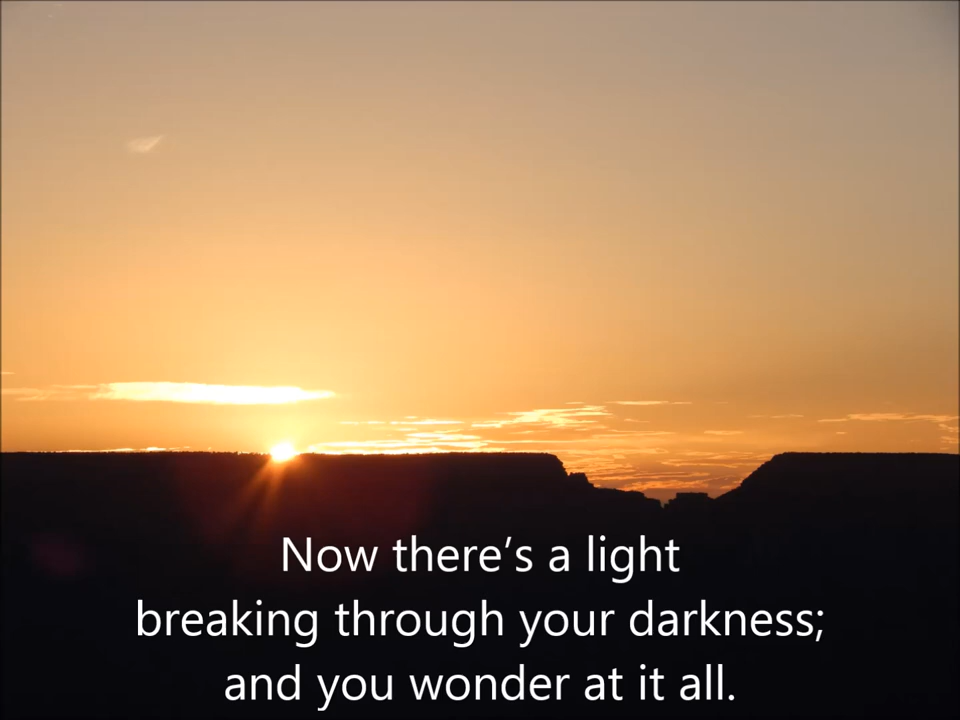 Now there’s a light
breaking through your darkness;
and you wonder at it all.